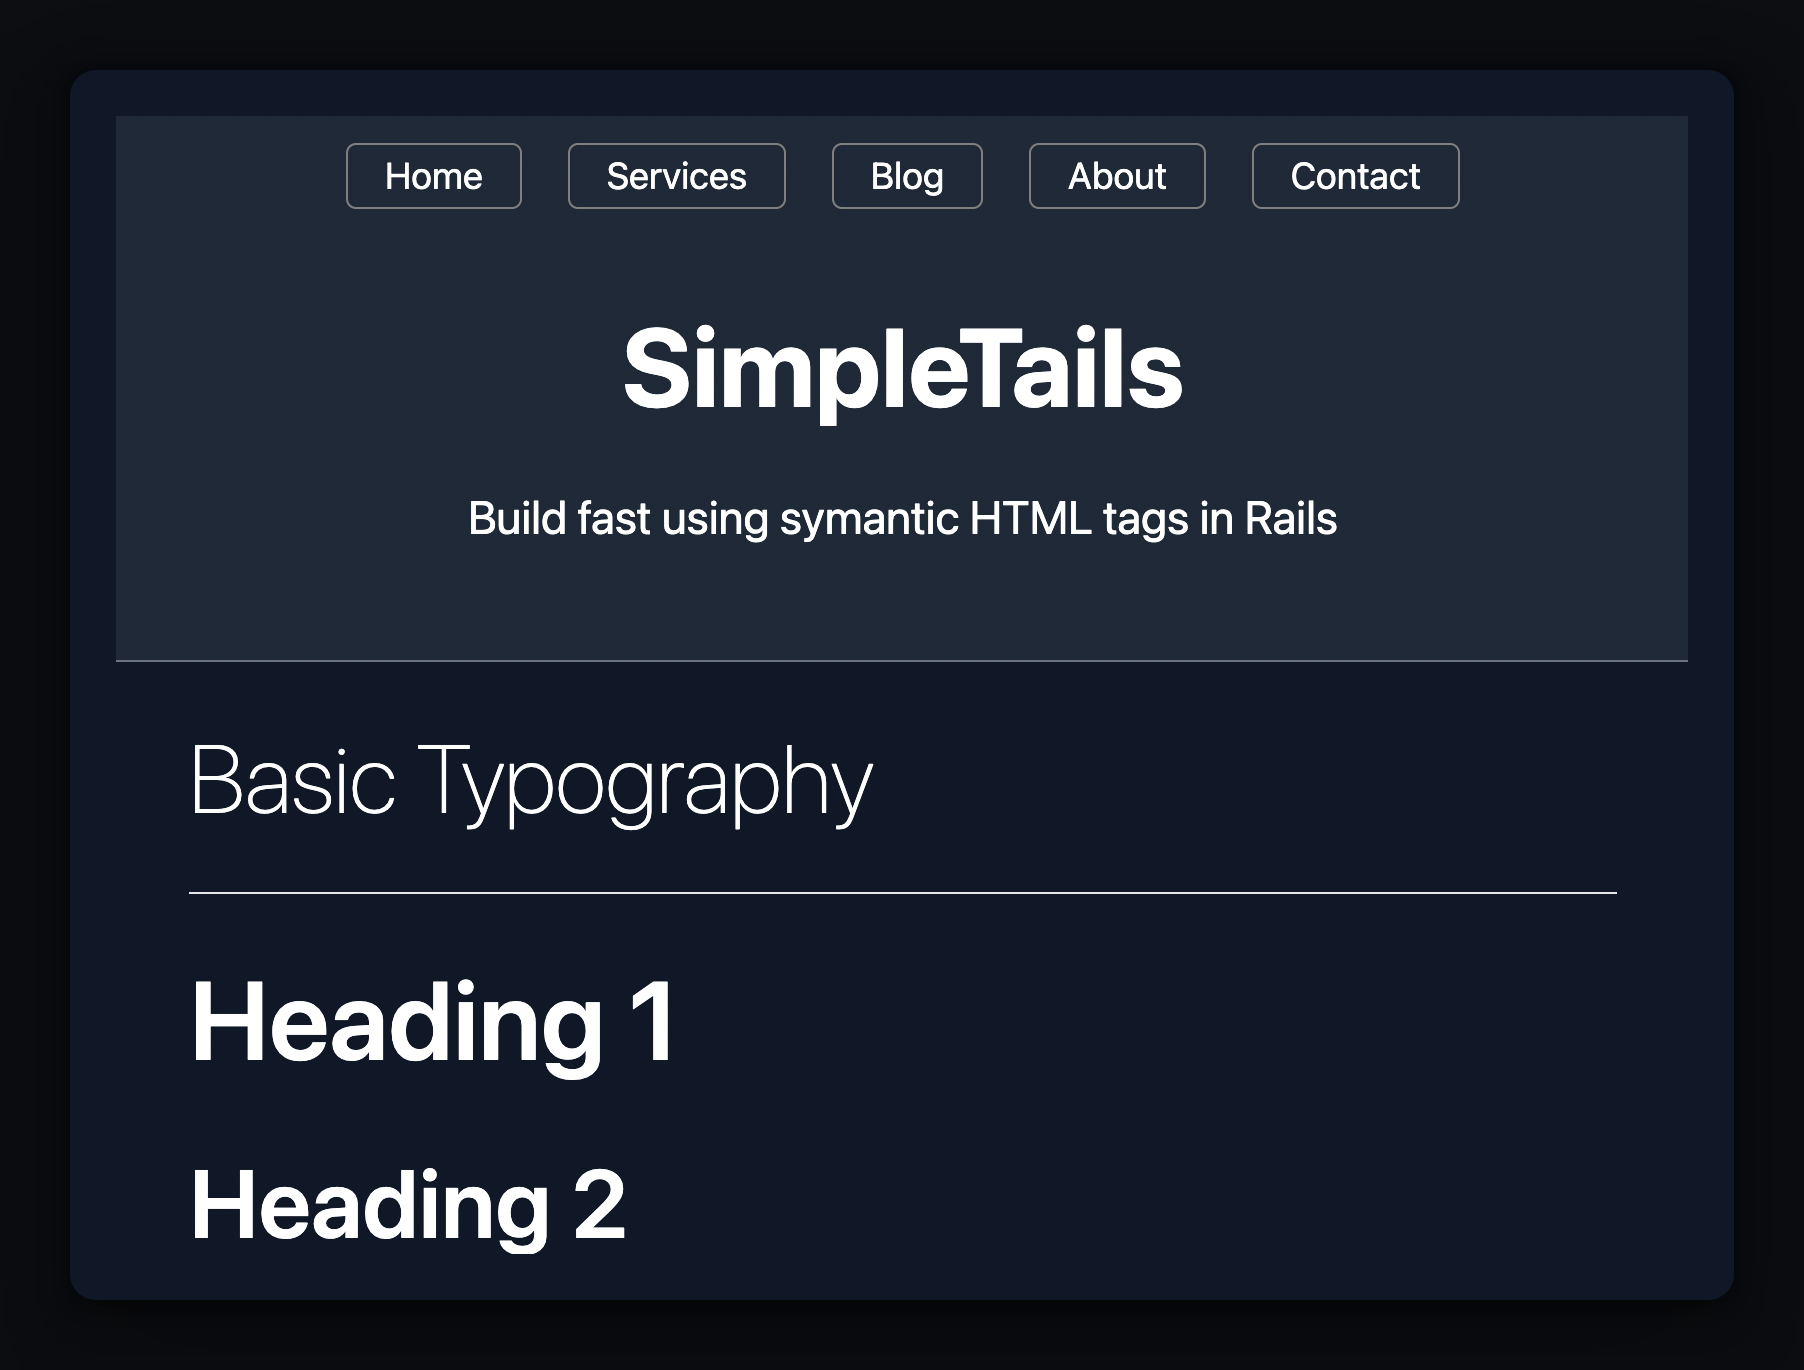 Home Services Blog About Contact
SimpleTails
Build fast using symantic HTML tags in Rails
Basic Typography
Heading 1
Heading 2